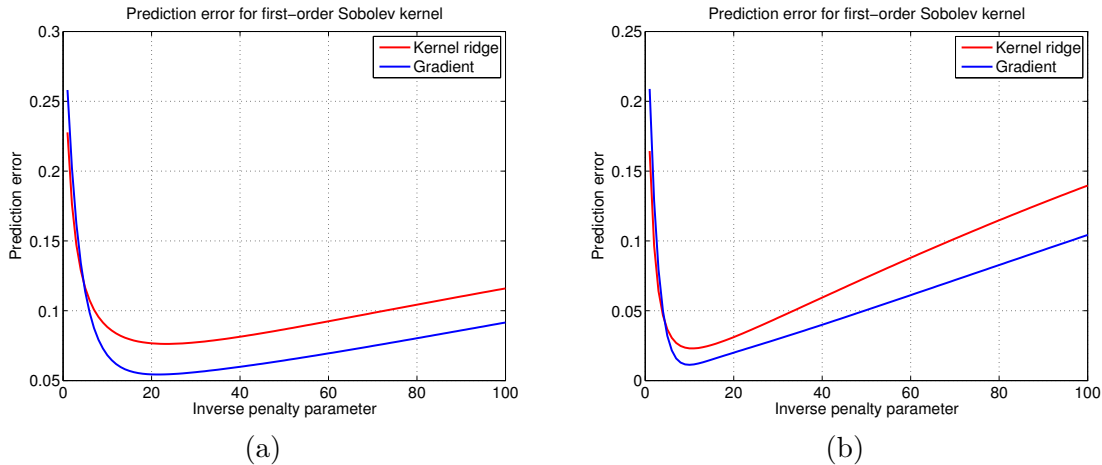 Prediction error for first−order Sobolev kernel
0.3
0.25
0.2
0.15
0.1
0.05
Prediction error
Kernel ridge
Gradient
0 20 40 60 80 100
Inverse penalty parameter
(a)
Prediction error for first−order Sobolev kernel
0.25
0.2
0.15
0.1
0.05
0
Prediction error
Kernel ridge
Gradient
0 20 40 60 80 100
Inverse penalty parameter
(b)